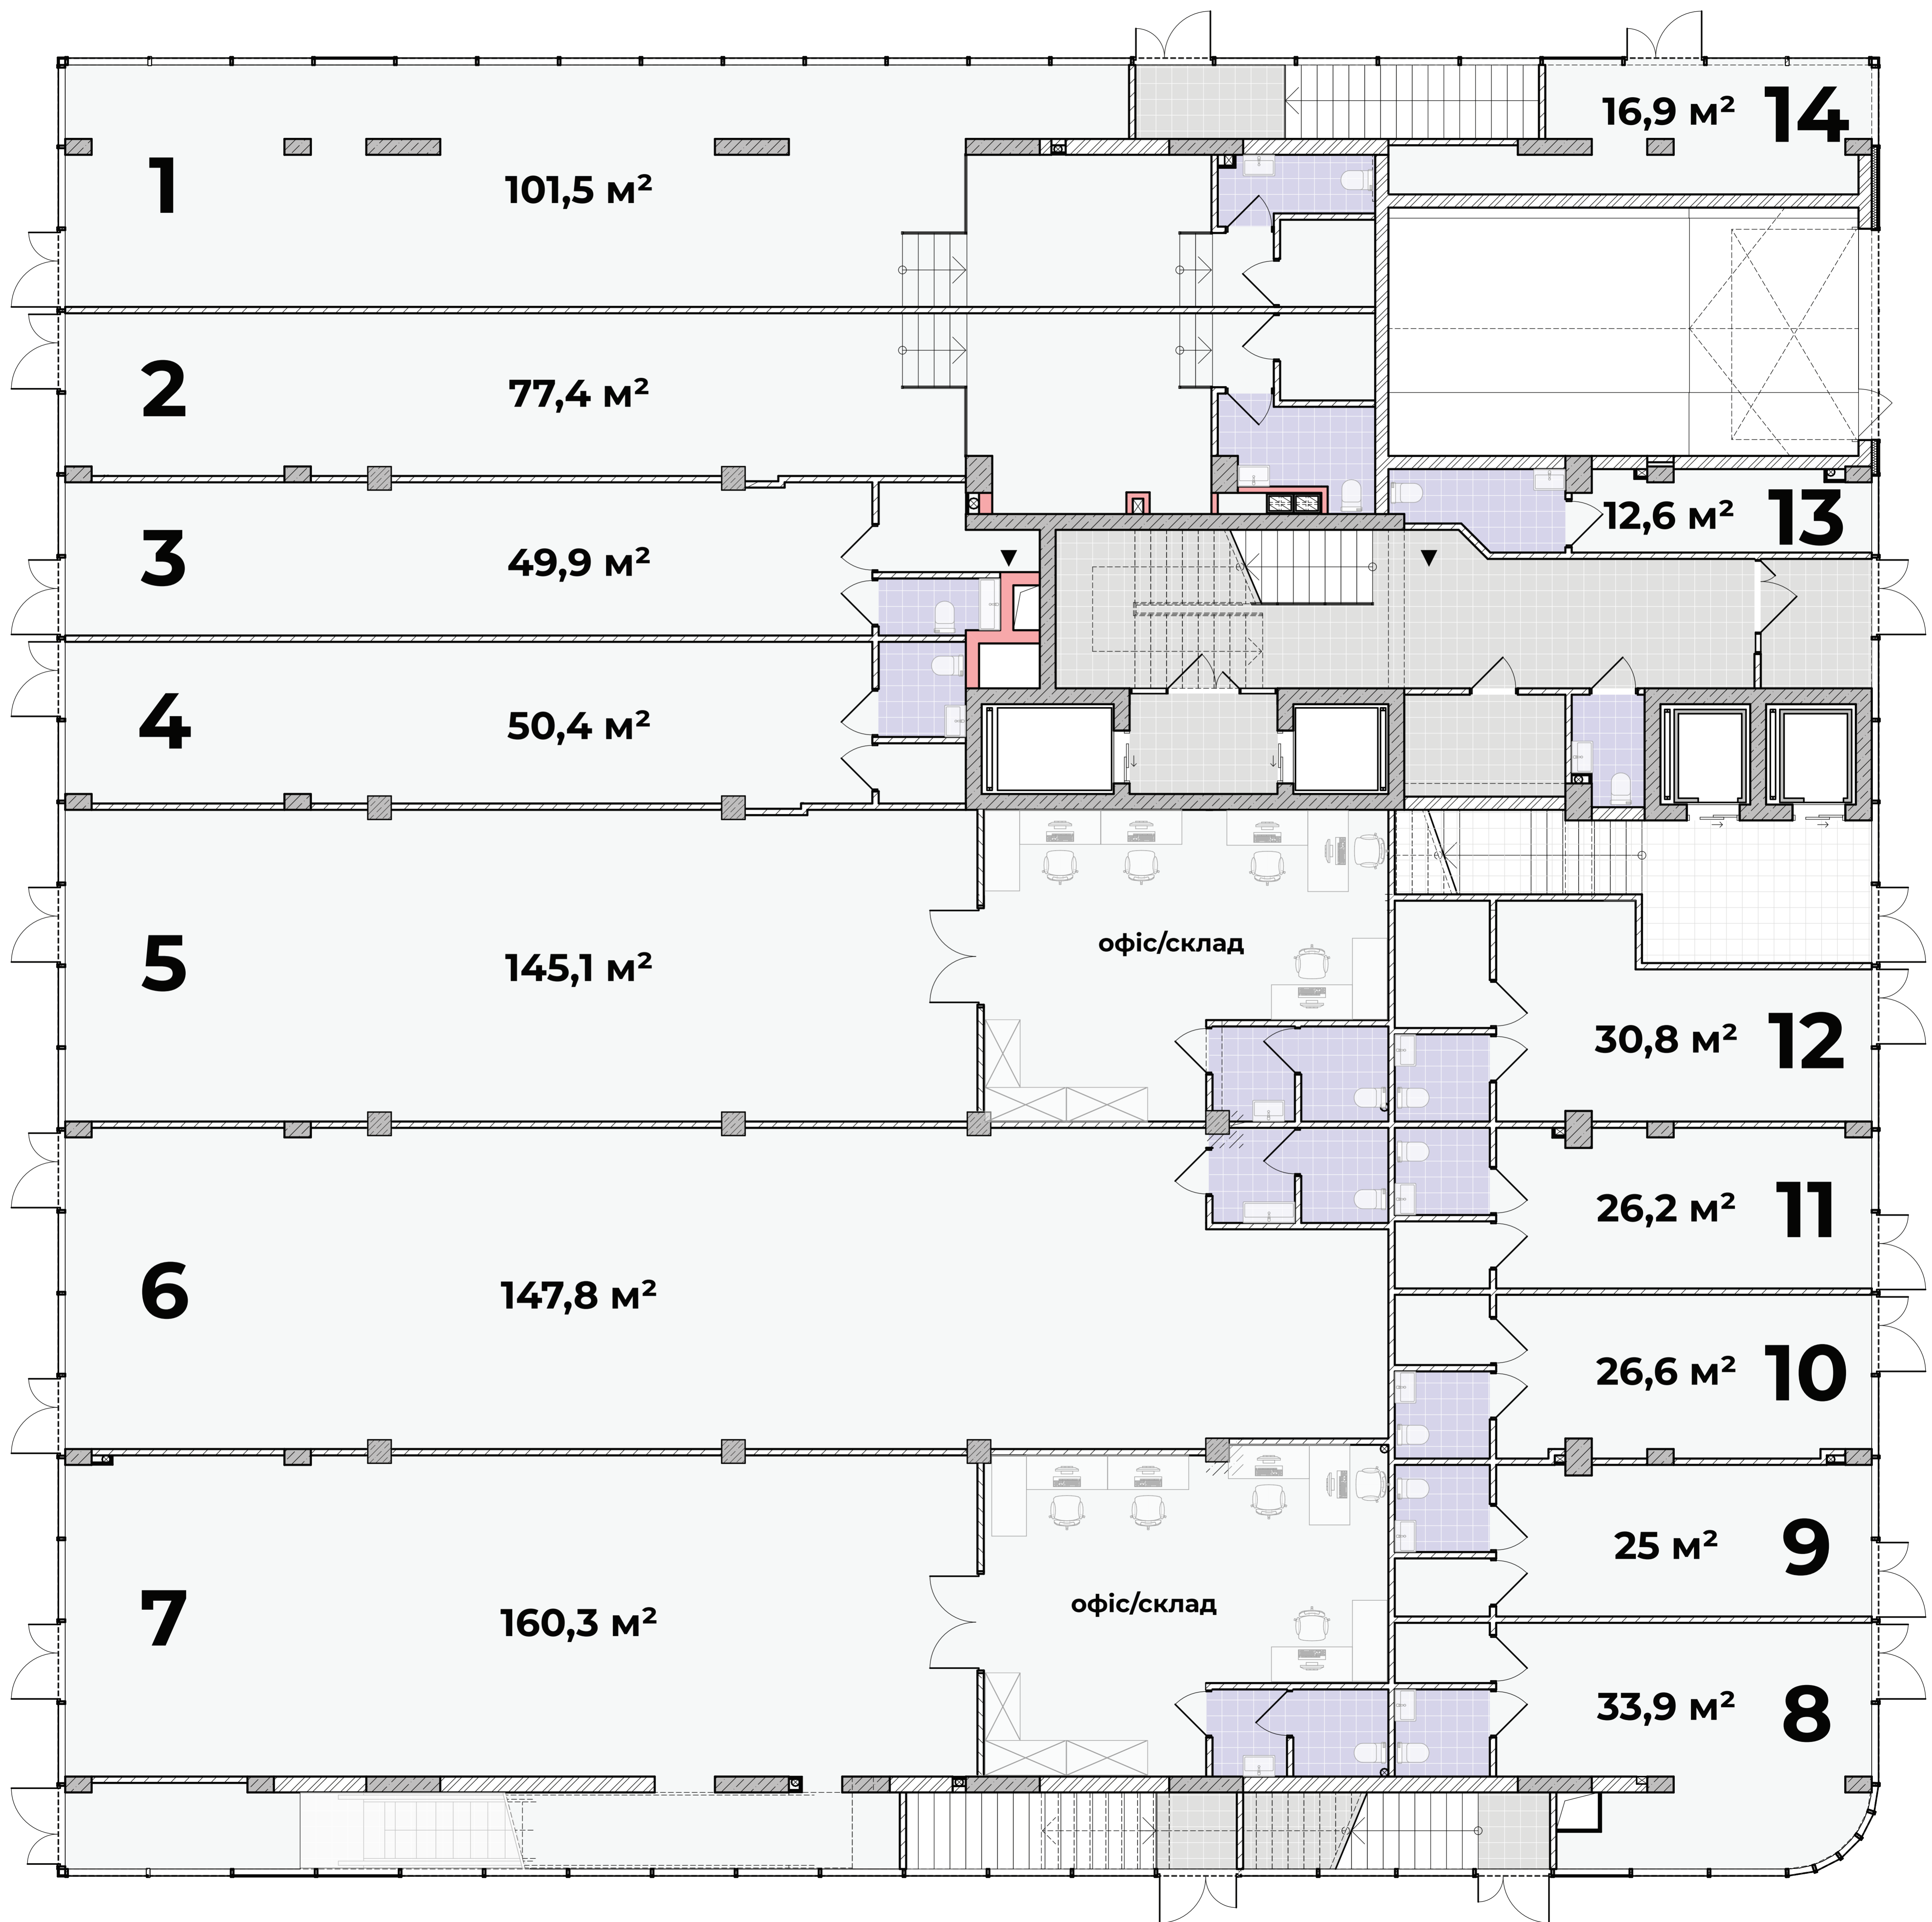 16,9 м² 14
1 101,5 м²
2 77,4 м²
12,6 м² 13
3 49,9 м²
4 50,4 м²
офіс/склад
5 145,1 м²
30,8 м² 12
26,2 м² 11
6 147,8 м²
26,6 м² 10
25 м² 9
офіс/склад
7 160,3 м²
33,9 м² 8